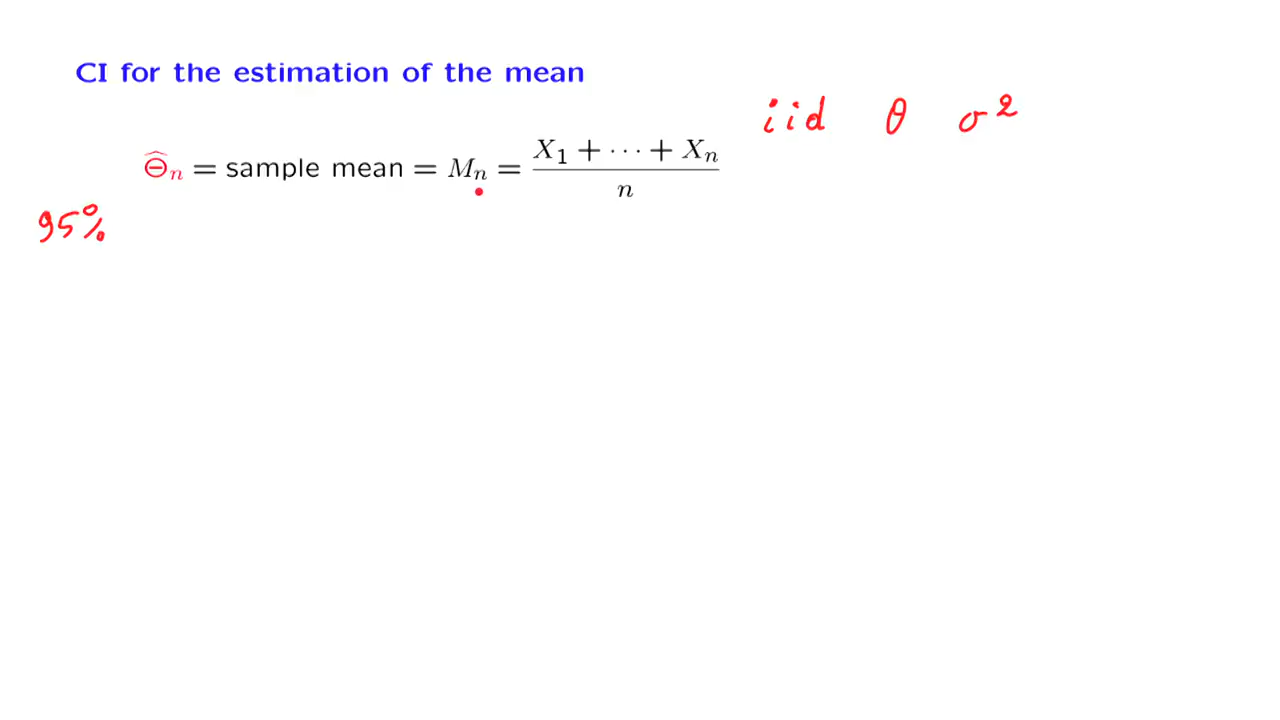 CI for the estimation of the mean
iid θ σ²
Θ̂ₙ = sample mean = Mₙ = (X₁ + ··· + Xₙ) / n
95%